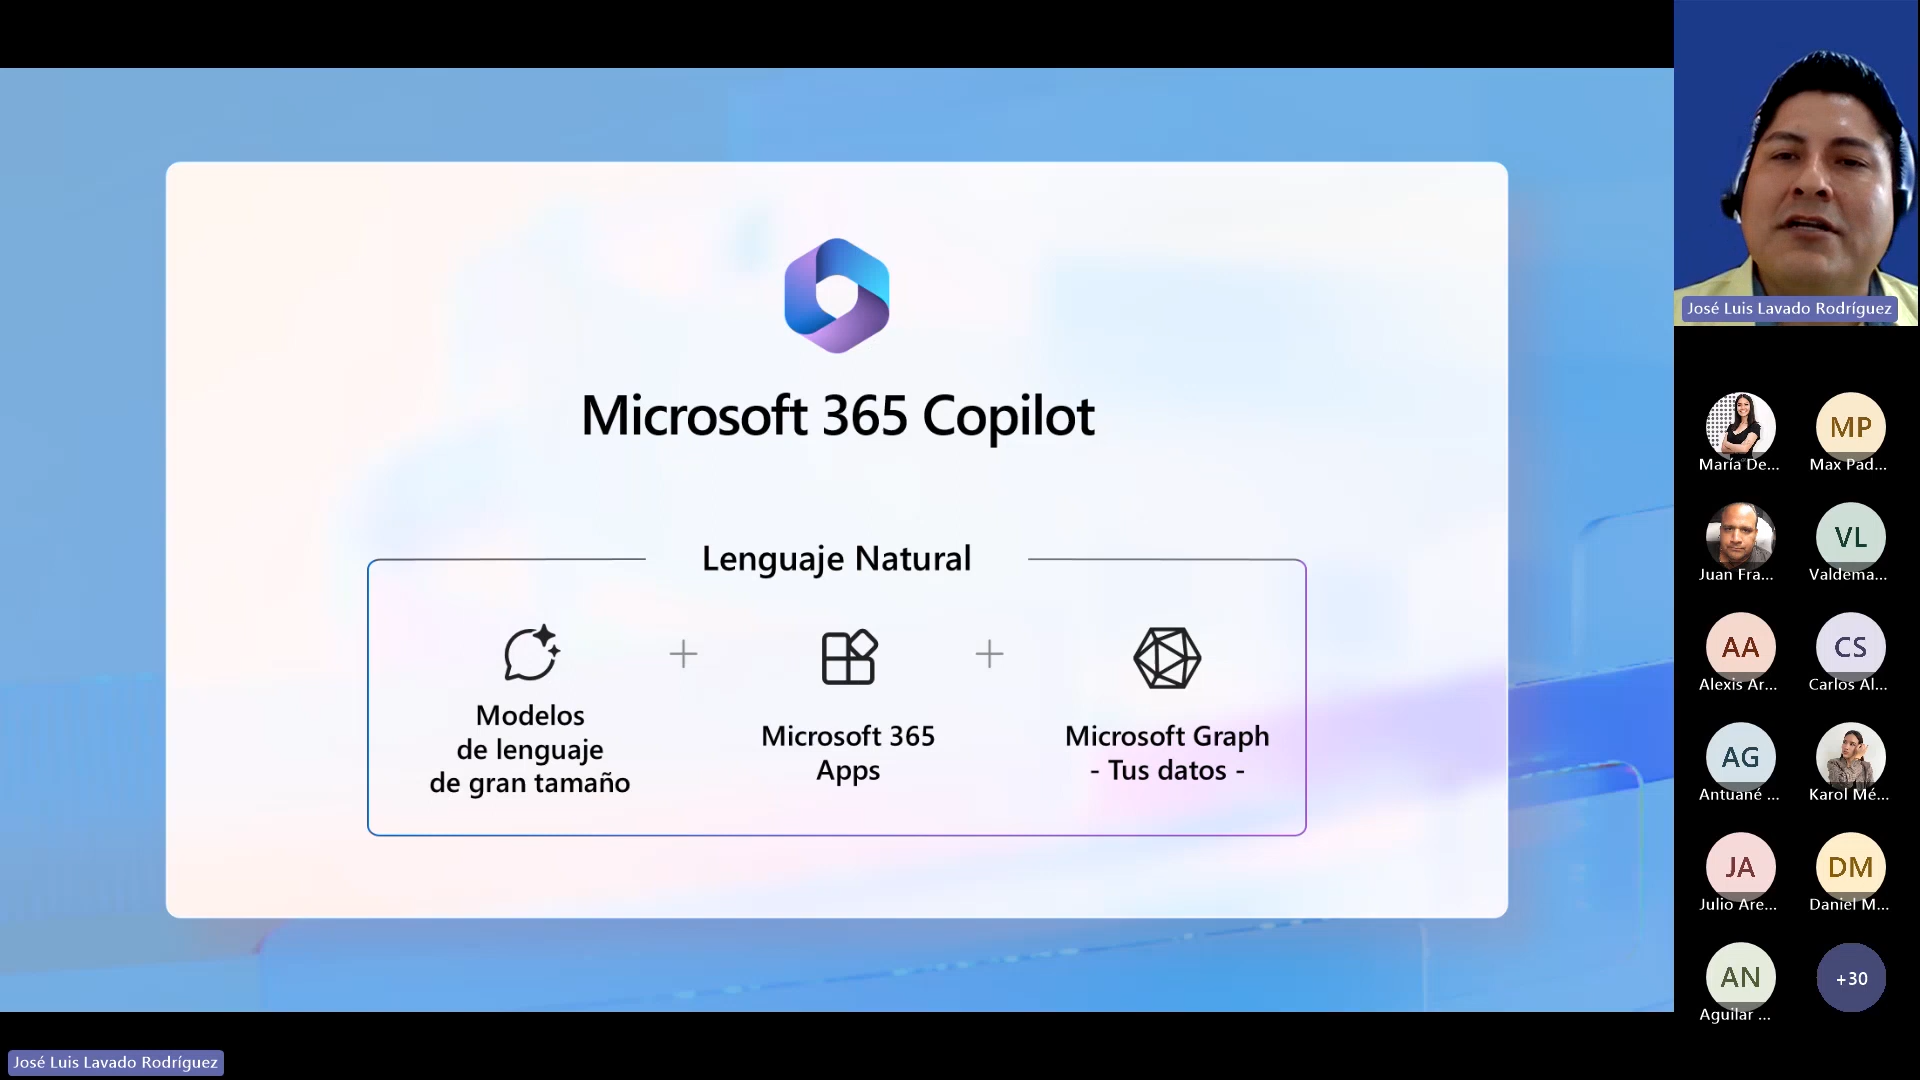 Microsoft 365 Copilot
Lenguaje Natural
Modelos
de lenguaje
de gran tamaño
Microsoft 365
Apps
Microsoft Graph
- Tus datos -
José Luis Lavado Rodríguez
María De...
MP
Max Pad...
Juan Fra...
VL
Valdema...
AA
Alexis Ar...
CS
Carlos Al...
AG
Antuané ...
Karol Mé...
JA
Julio Are...
DM
Daniel M...
AN
Aguilar ...
+30
José Luis Lavado Rodríguez